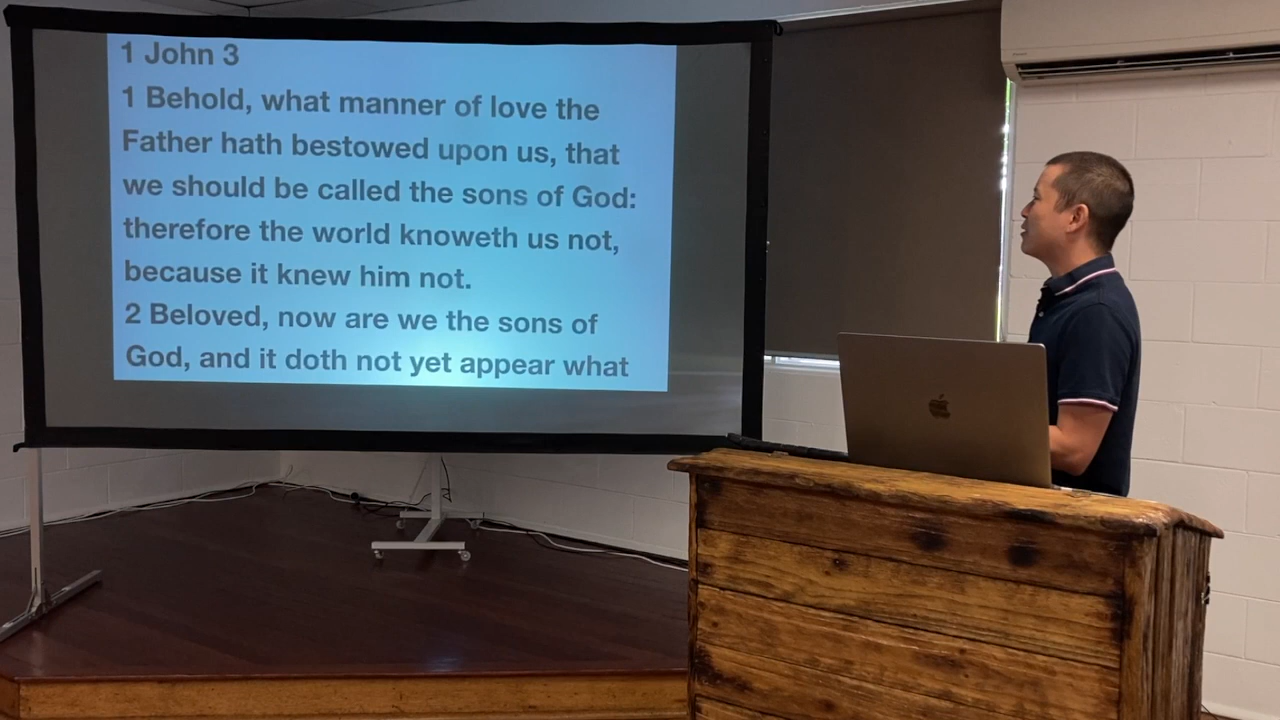 1 John 3
1 Behold, what manner of love the
Father hath bestowed upon us, that
we should be called the sons of God:
therefore the world knoweth us not,
because it knew him not.
2 Beloved, now are we the sons of
God, and it doth not yet appear what